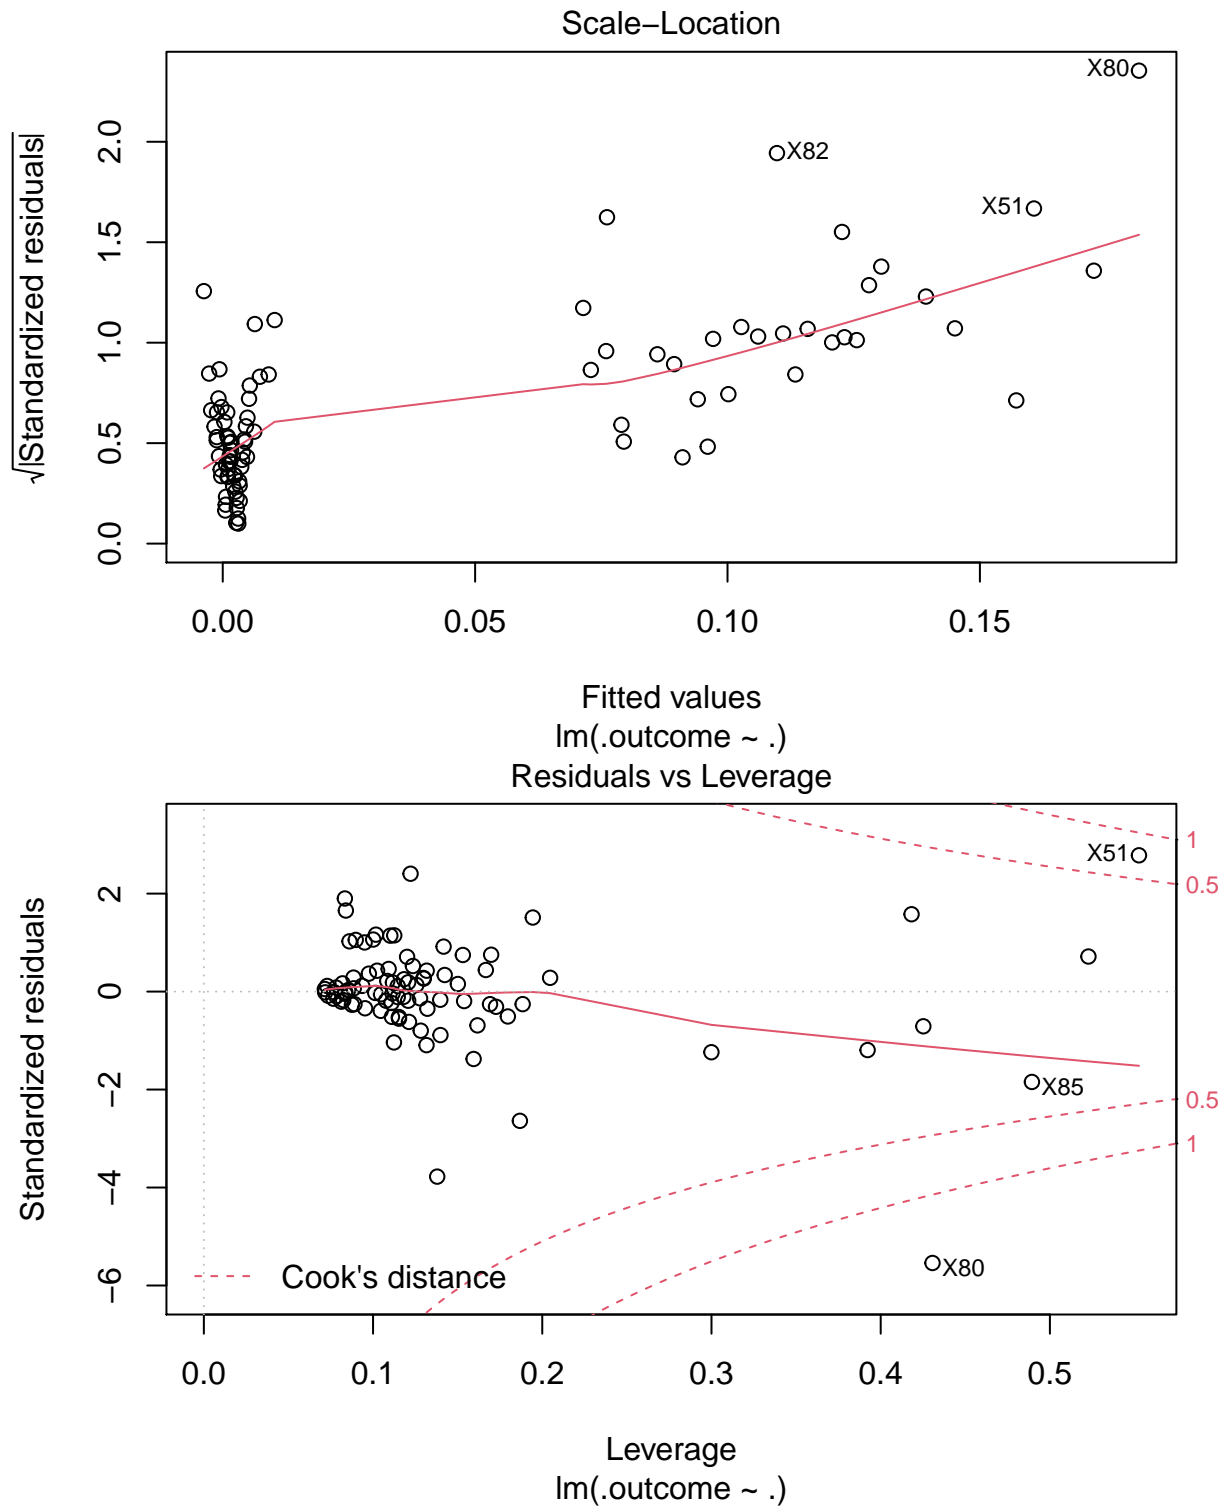 Scale−Location
√|Standardized residuals|
2.0
1.5
1.0
0.5
0.0
X80
X82
X51
0.00 0.05 0.10 0.15
Fitted values
lm(.outcome ~ .)
Residuals vs Leverage
Standardized residuals
2
0
−2
−4
−6
X51
X85
X80
1
0.5
0.5
1
Cook's distance
0.0 0.1 0.2 0.3 0.4 0.5
Leverage
lm(.outcome ~ .)